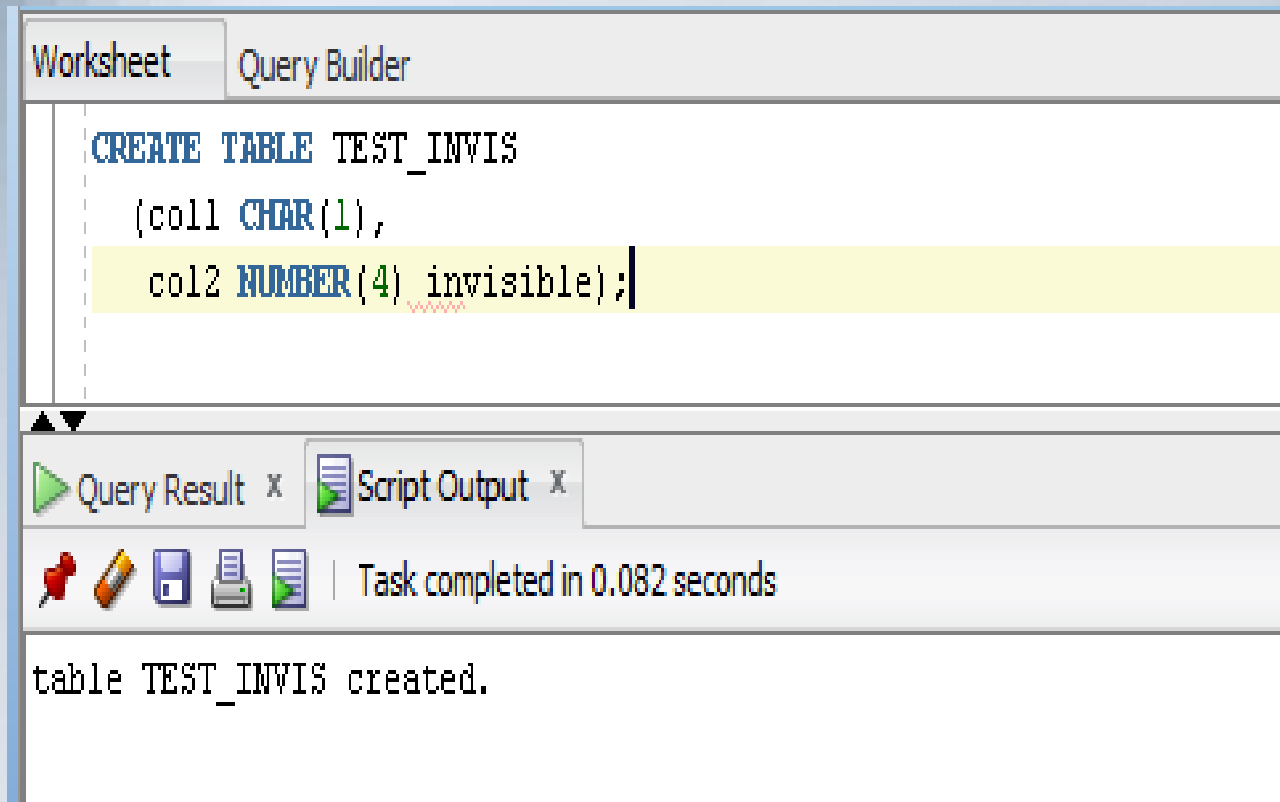 Worksheet Query Builder
CREATE TABLE TEST_INVIS
(col1 CHAR(1),
col2 NUMBER(4) invisible);
Query Result x Script Output x
Task completed in 0.082 seconds
table TEST_INVIS created.